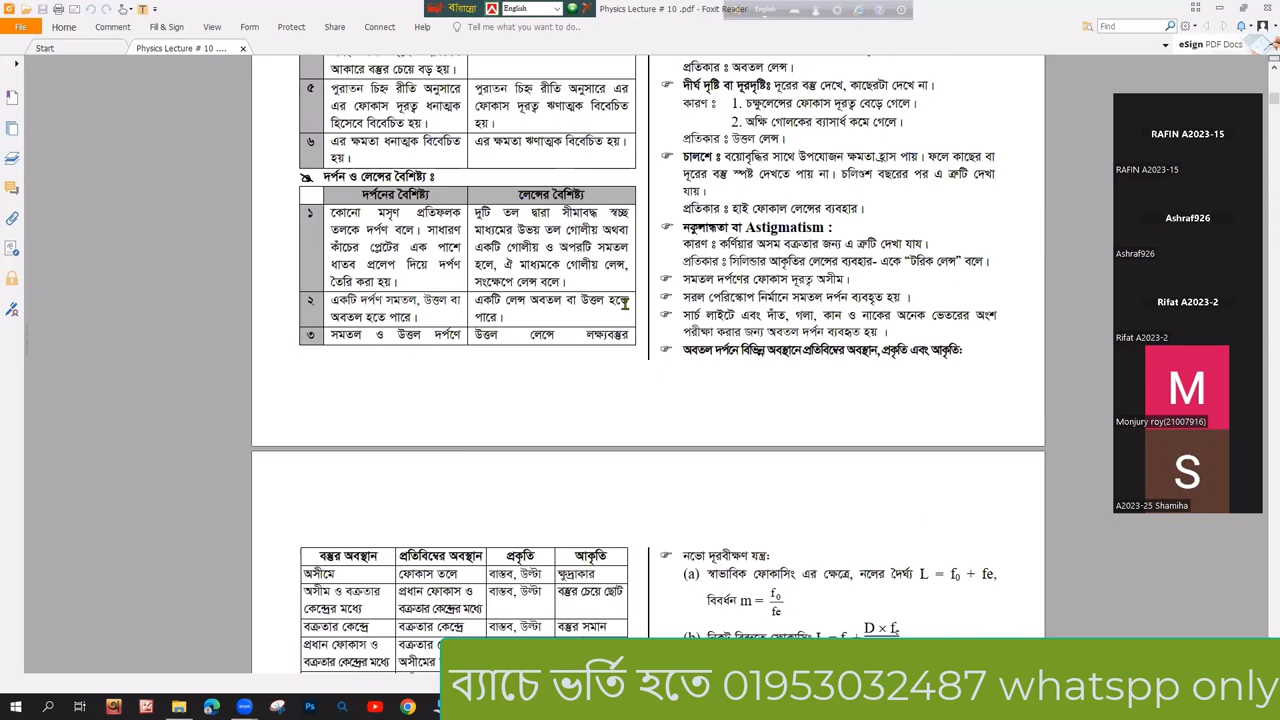 বায়ান্নো English
Physics Lecture # 10 .pdf - Foxit Reader
English
File Home Comment Fill & Sign View Form Protect Share Connect Help Tell me what you want to do.. Find
Start Physics Lecture # 10 .... eSign PDF Docs
আকারে বস্তুর চেয়ে বড় হয়।
৫ পুরাতন চিহ্ন রীতি অনুসারে পুরাতন চিহ্ন রীতি অনুসারে এর
এর ফোকাস দূরত্ব ধনাত্মক ফোকাস দূরত্ব ঋণাত্মক বিবেচিত
হিসেবে বিবেচিত হয়। হয়।
৬ এর ক্ষমতা ধনাত্মক বিবেচিত এর ক্ষমতা ঋণাত্মক বিবেচিত হয়।
হয়।
দর্পন ও লেন্সের বৈশিষ্ট্য ঃ
দর্পনের বৈশিষ্ট্য লেন্সের বৈশিষ্ট্য
১ কোনো মসৃণ প্রতিফলক দুটি তল দ্বারা সীমাবদ্ধ স্বচ্ছ
তলকে দর্পণ বলে। সাধারণ মাধ্যমের উভয় তল গোলীয় অথবা
কাঁচের প্লেটের এক পাশে একটি গোলীয় ও অপরটি সমতল
ধাতব প্রলেপ দিয়ে দর্পণ হলে, ঐ মাধ্যমকে গোলীয় লেন্স,
তৈরি করা হয়। সংক্ষেপে লেন্স বলে।
২ একটি দর্পণ সমতল, উত্তল বা একটি লেন্স অবতল বা উত্তল হতে
অবতল হতে পারে। পারে।
৩ সমতল ও উত্তল দর্পণে উত্তল লেন্সে লক্ষ্যবস্তুর
প্রতিকার ঃ অবতল লেন্স।
দীর্ঘ দৃষ্টি বা দূরদৃষ্টিঃ দূরের বস্তু দেখে, কাছেরটা দেখে না।
কারণ ঃ 1. চক্ষুলেন্সের ফোকাস দূরত্ব বেড়ে গেলে।
2. অক্ষি গোলকের ব্যাসার্ধ কমে গেলে।
প্রতিকার ঃ উত্তল লেন্স।
চালশে ঃ বয়োবৃদ্ধির সাথে উপযোজন ক্ষমতা হ্রাস পায়। ফলে কাছের বা
দূরের বস্তু স্পষ্ট দেখতে পায় না। চলিণ্ডশ বছরের পর এ ত্রুটি দেখা
যায়।
প্রতিকার ঃ হাই ফোকাল লেন্সের ব্যবহার।
নকুলান্ধতা বা Astigmatism :
কারণ ঃ কর্ণিয়ার অসম বক্রতার জন্য এ ত্রুটি দেখা যায।
প্রতিকার ঃ সিলিন্ডার আকৃতির লেন্সের ব্যবহার- একে “টরিক লেন্স” বলে।
সমতল দর্পণের ফোকাস দূরত্ব অসীম।
সরল পেরিস্কোপ নির্মানে সমতল দর্পন ব্যবহৃত হয় ।
সার্চ লাইটে এবং দাঁত, গলা, কান ও নাকের অনেক ভেতরের অংশ
পরীক্ষা করার জন্য অবতল দর্পন ব্যবহৃত হয় ।
অবতল দর্পনে বিভিন্ন অবস্থানে প্রতিবিম্বের অবস্থান, প্রকৃতি এবং আকৃতি:
বস্তুর অবস্থান প্রতিবিম্বের অবস্থান প্রকৃতি আকৃতি
অসীমে ফোকাস তলে বাস্তব, উল্টা ক্ষুদ্রাকার
অসীম ও বক্রতার প্রধান ফোকাস ও বাস্তব, উল্টা বস্তুর চেয়ে ছোট
কেন্দ্রের মধ্যে বক্রতার কেন্দ্রের মধ্যে
বক্রতার কেন্দ্রে বক্রতার কেন্দ্রে বাস্তব, উল্টা বস্তুর সমান
প্রধান ফোকাস ও
বক্রতার কেন্দ্রের মধ্যে অসীমের
নভো দূরবীক্ষণ যন্ত্র:
(a) স্বাভাবিক ফোকাসিং এর ক্ষেত্রে, নলের দৈর্ঘ্য L = f0 + fe,
বিবর্ধন m = f0/fe
D × fe
RAFIN A2023-15
RAFIN A2023-15
Ashraf926
Ashraf926
Rifat A2023-2
Rifat A2023-2
M
Monjury roy(21007916)
S
A2023-25 Shamiha
ব্যাচে ভর্তি হতে 01953032487 whatspp only